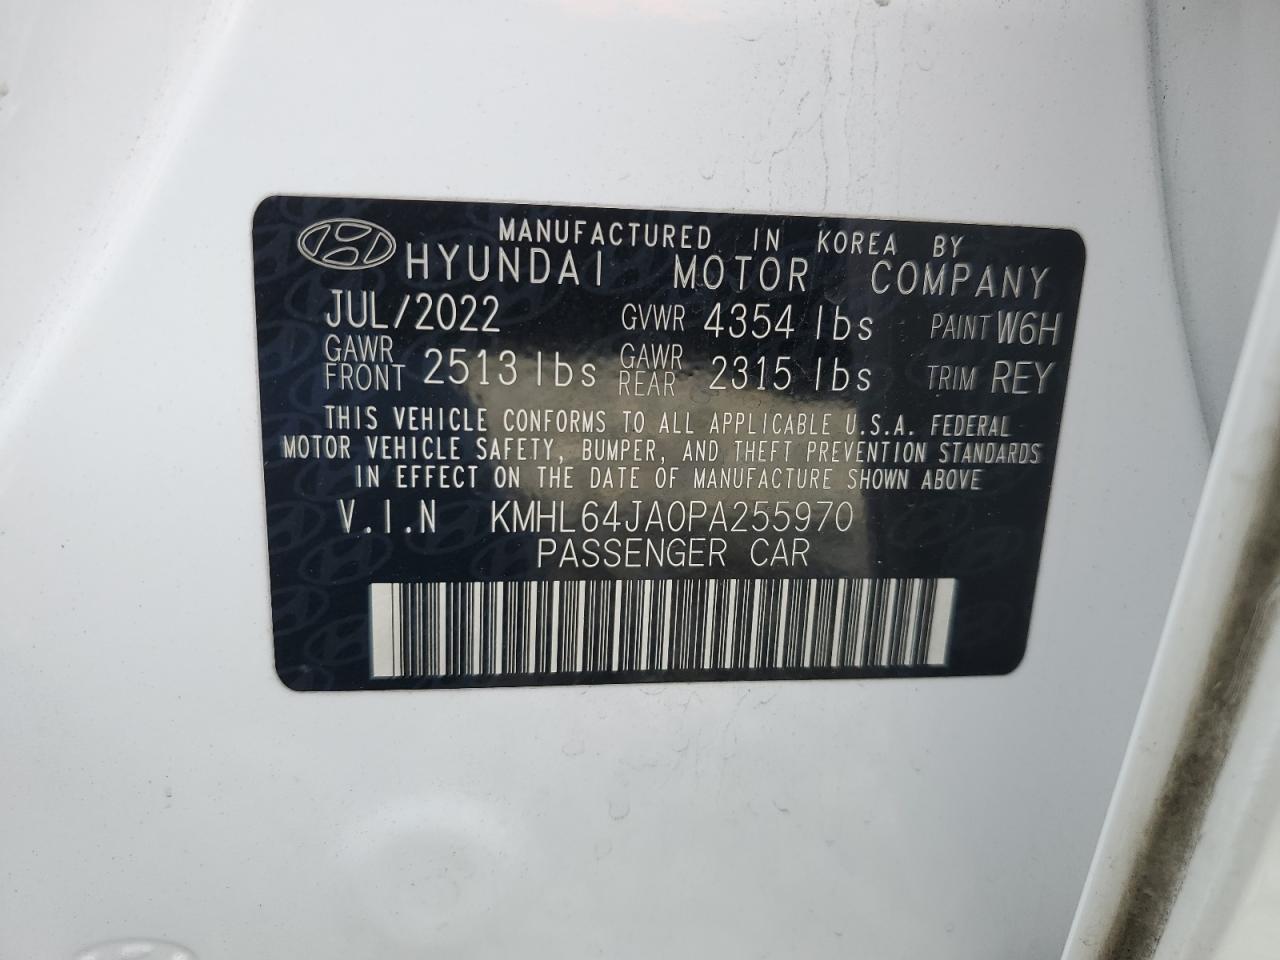 MANUFACTURED IN KOREA BY
HYUNDAI MOTOR COMPANY
JUL/2022 GVWR 4354 lbs PAINT W6H
GAWR FRONT 2513 lbs GAWR REAR 2315 lbs TRIM REY
THIS VEHICLE CONFORMS TO ALL APPLICABLE U.S.A. FEDERAL
MOTOR VEHICLE SAFETY, BUMPER, AND THEFT PREVENTION STANDARDS
IN EFFECT ON THE DATE OF MANUFACTURE SHOWN ABOVE
V.I.N KMHL64JA0PA255970
PASSENGER CAR